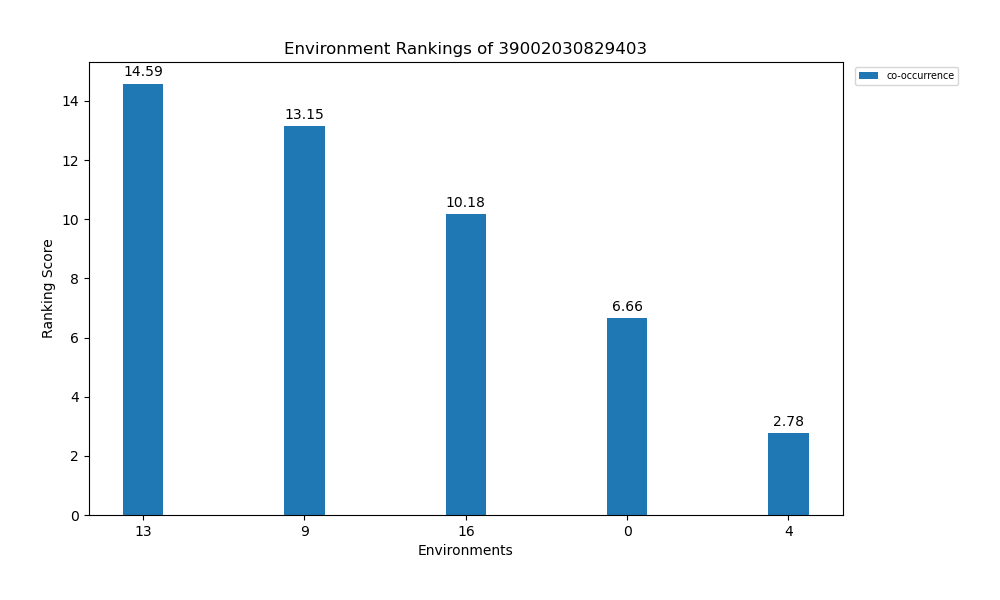 Environment Rankings of 39002030829403
co-occurrence
14.59
13.15
10.18
6.66
2.78
Ranking Score
14
12
10
8
6
4
2
0
13 9 16 0 4
Environments